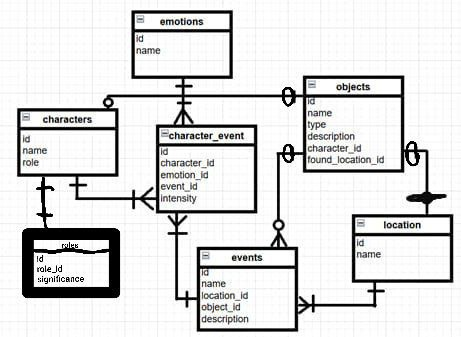 emotions
id
name
objects
id
name
type
description
character_id
found_location_id
characters
id
name
role
character_event
id
character_id
emotion_id
event_id
intensity
roles
id
role_id
significance
events
id
name
location_id
object_id
description
location
id
name